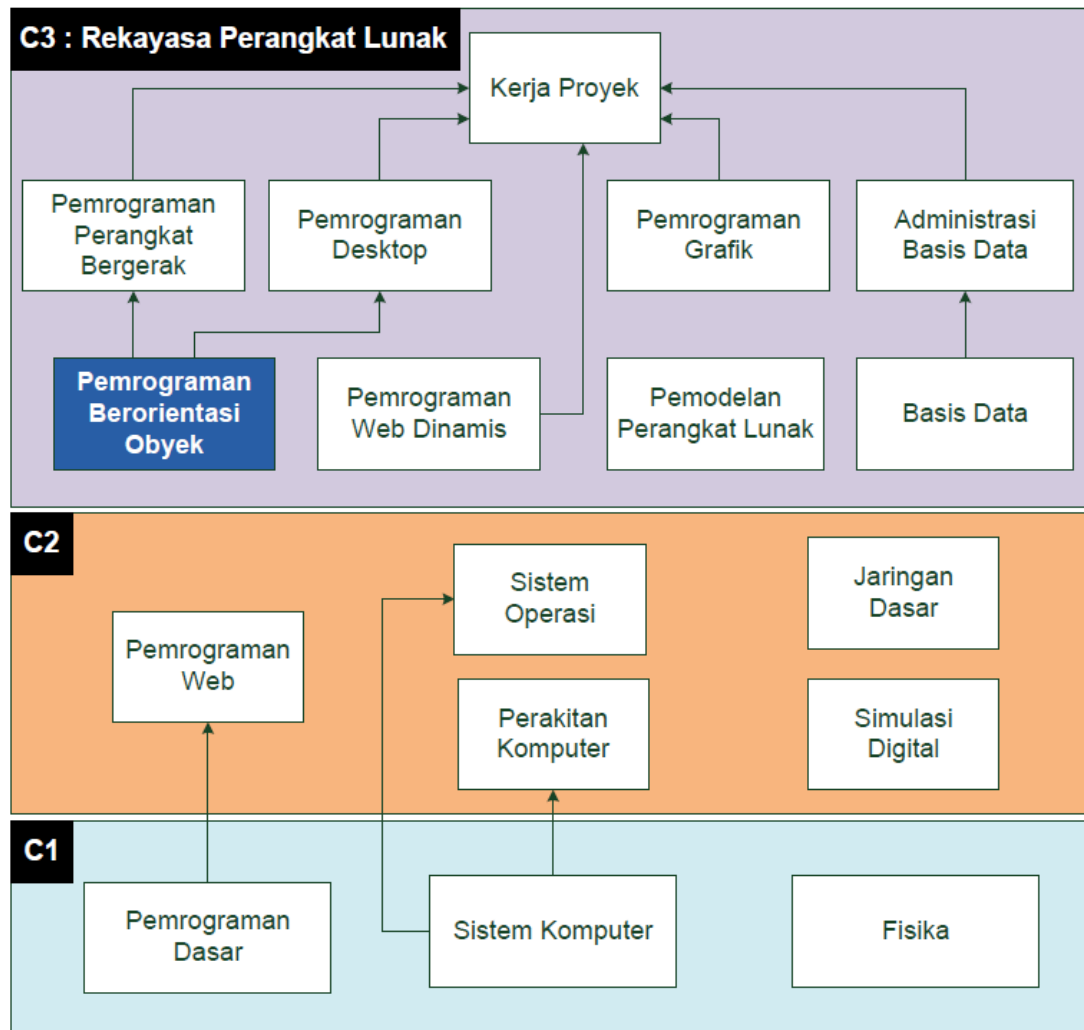 C3 : Rekayasa Perangkat Lunak
Kerja Proyek
Pemrograman
Perangkat
Bergerak
Pemrograman
Desktop
Pemrograman
Grafik
Administrasi
Basis Data
Pemrograman
Berorientasi
Obyek
Pemrograman
Web Dinamis
Pemodelan
Perangkat Lunak
Basis Data
C2
Sistem
Operasi
Jaringan
Dasar
Pemrograman
Web
Perakitan
Komputer
Simulasi
Digital
C1
Pemrograman
Dasar
Sistem Komputer
Fisika